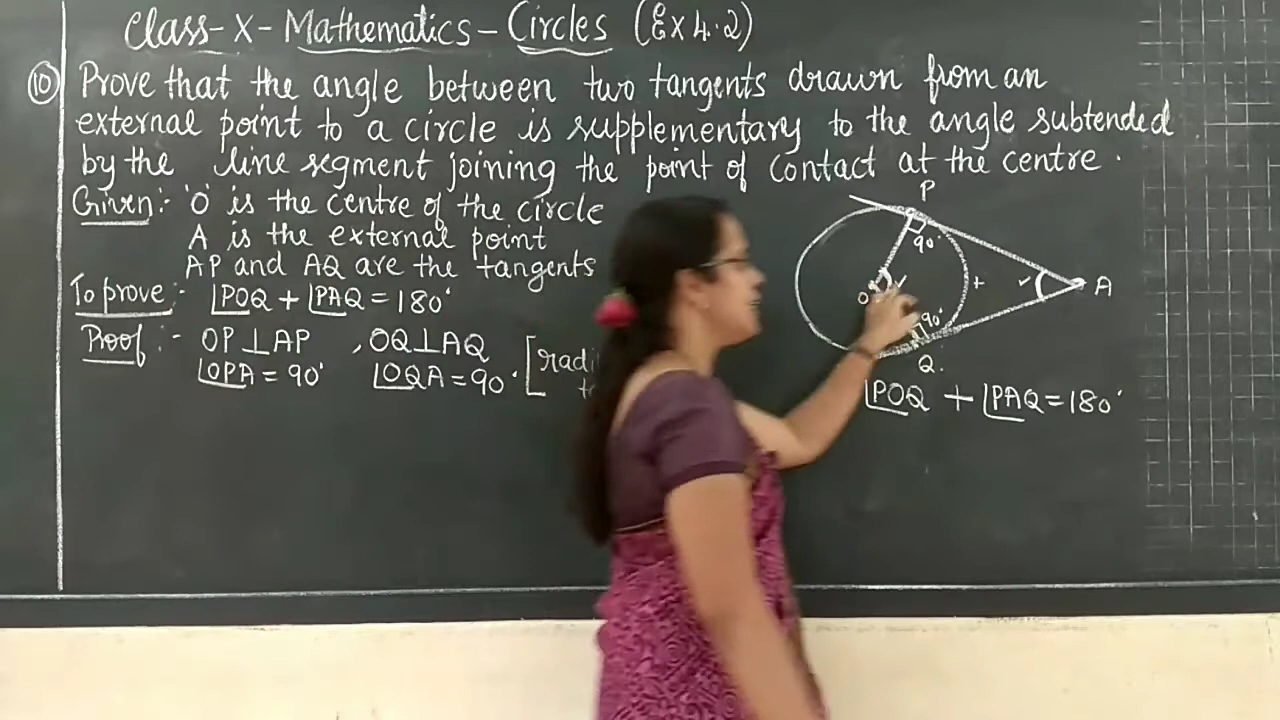 Class-X-Mathematics-Circles (Ex 4.2)
⑩ Prove that the angle between two tangents drawn from an
external point to a circle is supplementary to the angle subtended
by the line segment joining the point of contact at the centre.
Given:- 'O' is the centre of the circle
A is the external point
AP and AQ are the tangents
To prove:- ∠POQ + ∠PAQ = 180°
Proof:- OP⊥AP, OQ⊥AQ
∠OPA = 90° ∠OQA = 90° [radi
P
90°
O
+
A
90°
Q
∠POQ + ∠PAQ = 180°